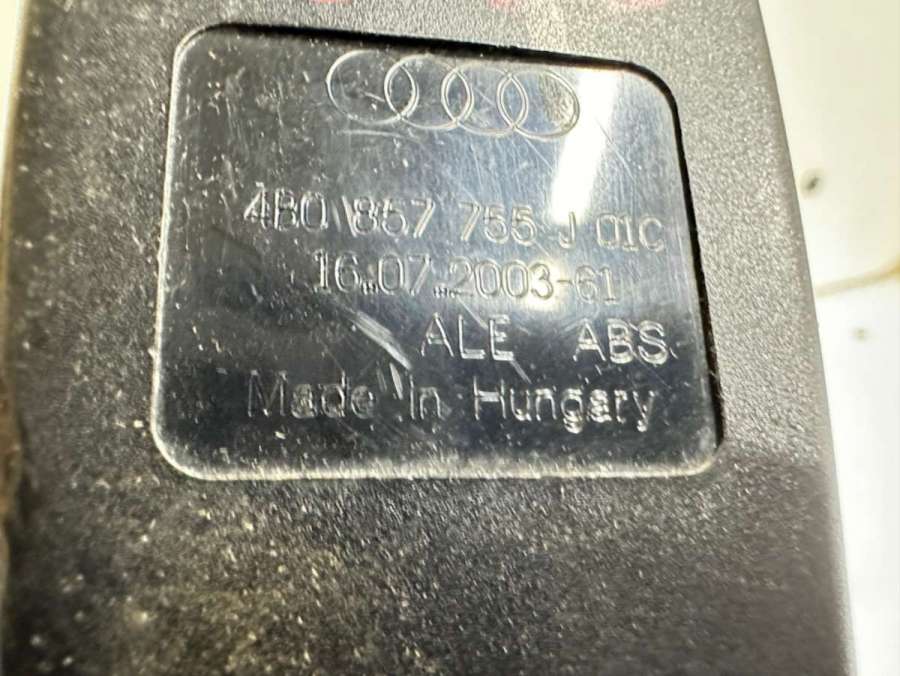 4B0 857 755 J 01C
16.07.2003-61
ALE ABS
Made in Hungary